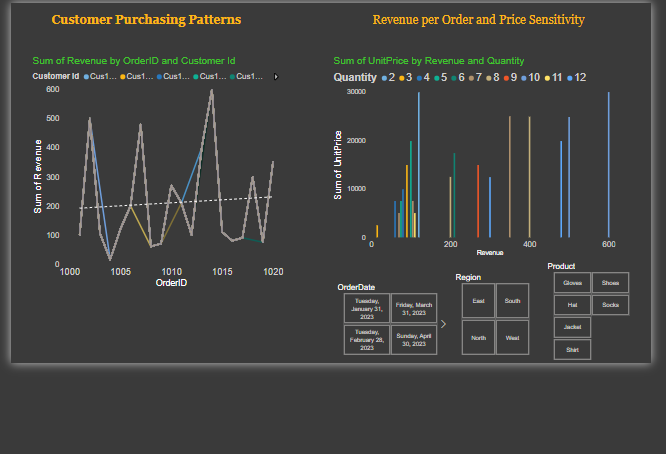 Customer Purchasing Patterns
Revenue per Order and Price Sensitivity
Sum of Revenue by OrderID and Customer Id
Customer Id Cus1... Cus1... Cus1... Cus1... Cus1...
Sum of Revenue
600
500
400
300
200
100
0
1000 1005 1010 1015 1020
OrderID
Sum of UnitPrice by Revenue and Quantity
Quantity 2 3 4 5 6 7 8 9 10 11 12
Sum of UnitPrice
30000
20000
10000
0
0 200 400 600
Revenue
OrderDate
Tuesday, January 31, 2023
Friday, March 31, 2023
Tuesday, February 28, 2023
Sunday, April 30, 2023
Region
East South
North West
Product
Gloves Shoes
Hat Socks
Jacket
Shirt